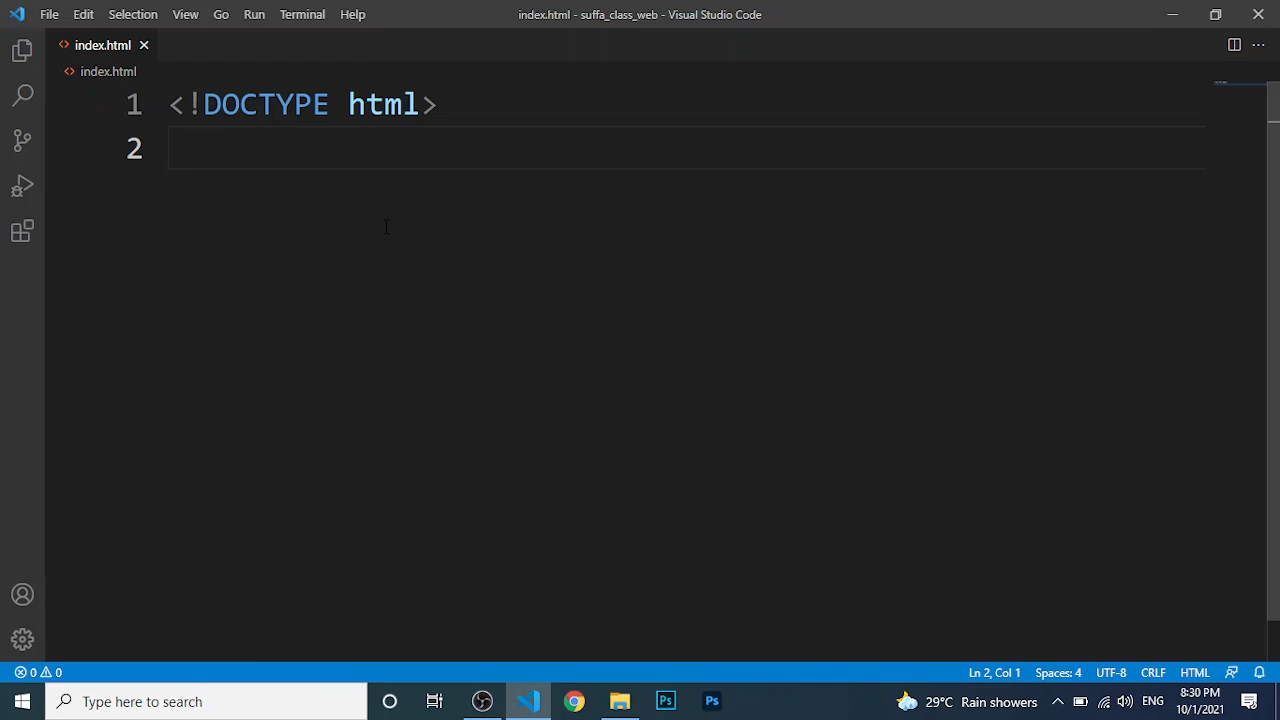 File Edit Selection View Go Run Terminal Help index.html - suffa_class_web - Visual Studio Code
index.html
index.html
1 <!DOCTYPE html>
2
0 0 Ln 2, Col 1 Spaces: 4 UTF-8 CRLF HTML
Type here to search Ps Ps 29°C Rain showers ENG 8:30 PM
10/1/2021